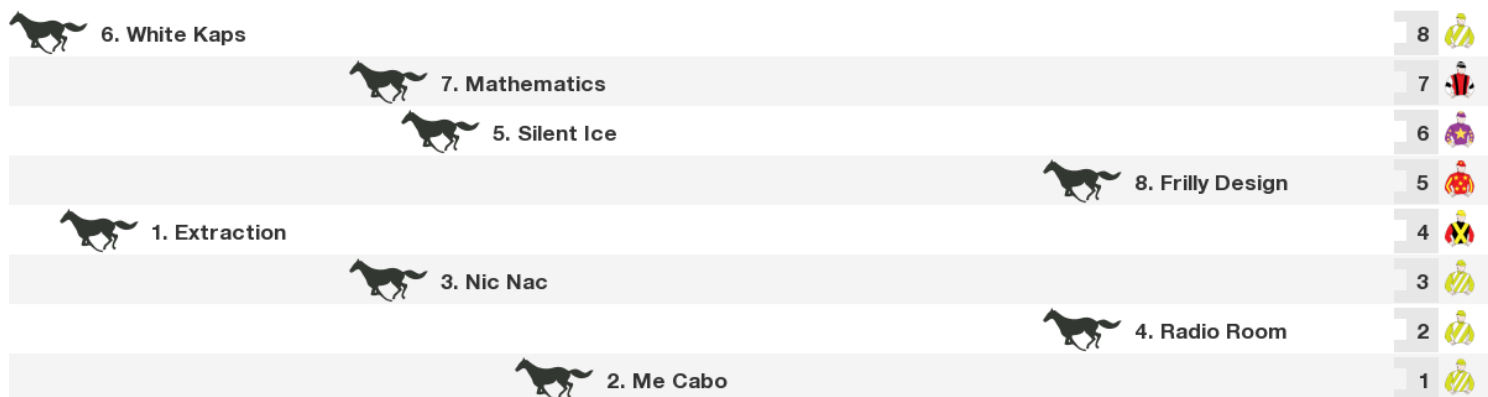 6. White Kaps 8
7. Mathematics 7
5. Silent Ice 6
8. Frilly Design 5
1. Extraction 4
3. Nic Nac 3
4. Radio Room 2
2. Me Cabo 1